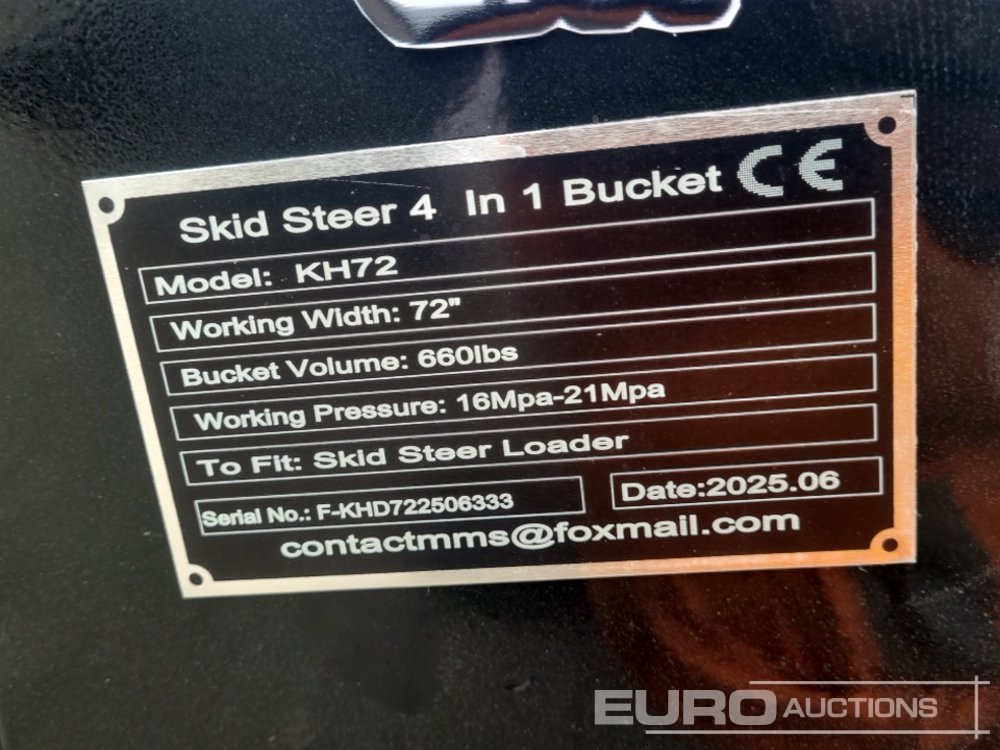 Skid Steer 4 In 1 Bucket CE
Model: KH72
Working Width: 72"
Bucket Volume: 660lbs
Working Pressure: 16Mpa-21Mpa
To Fit: Skid Steer Loader
Serial No.: F-KHD722506333
Date:2025.06
contactmms@foxmail.com
EURO AUCTIONS